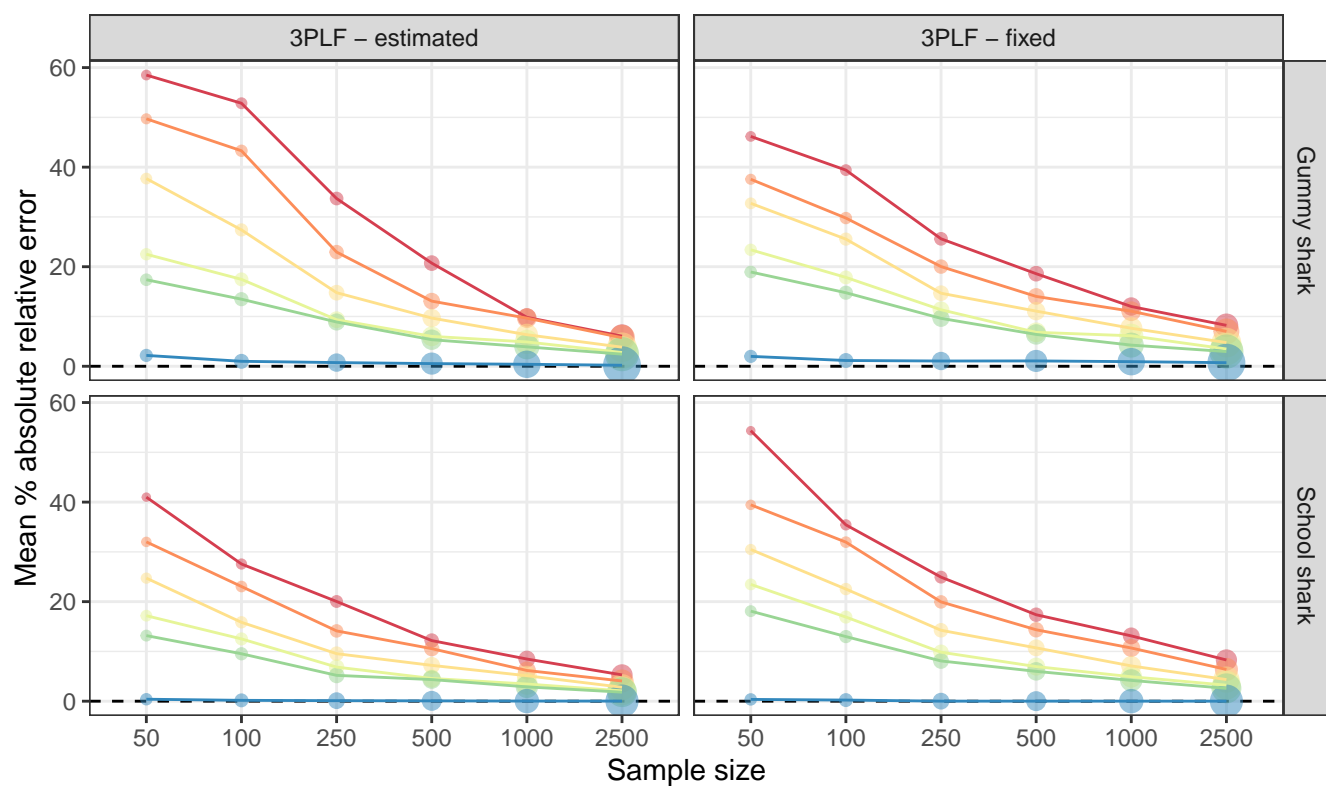 3PLF – estimated
3PLF – fixed
60
40
20
0
Gummy shark
60
40
20
0
School shark
Mean % absolute relative error
50 100 250 500 1000 2500
50 100 250 500 1000 2500
Sample size